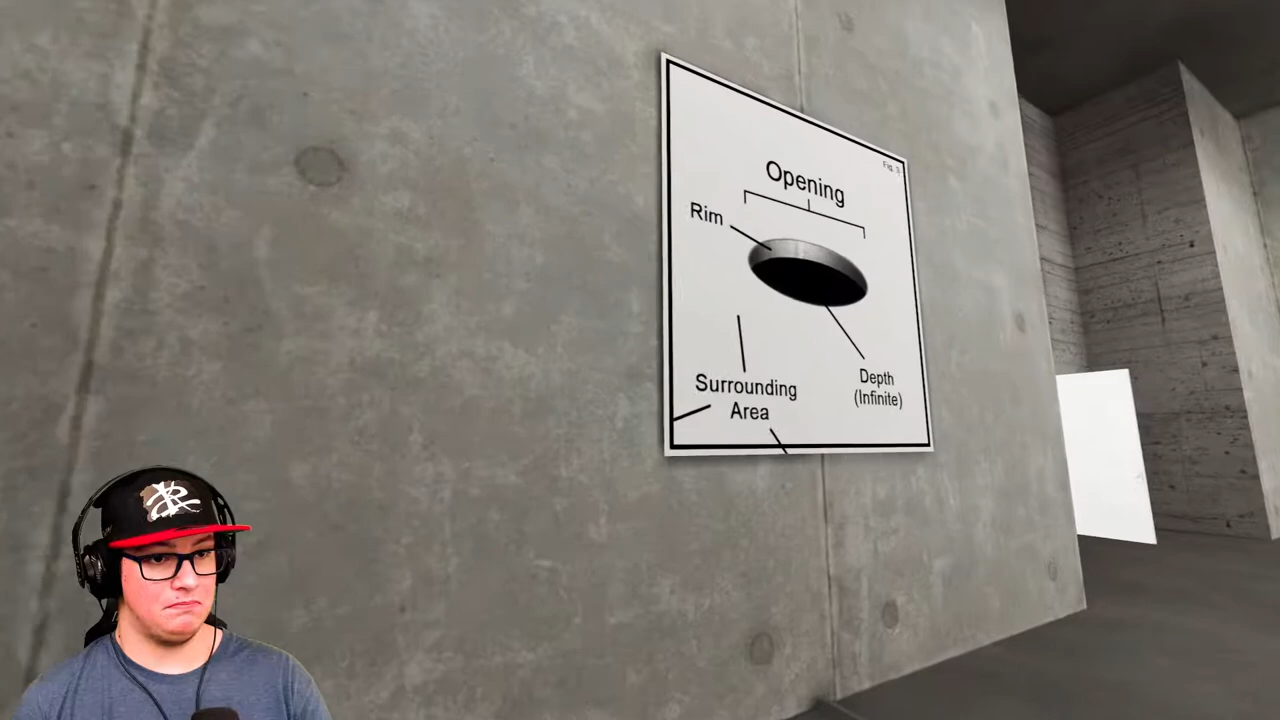 Opening
Rim
Surrounding
Area
Depth
(Infinite)